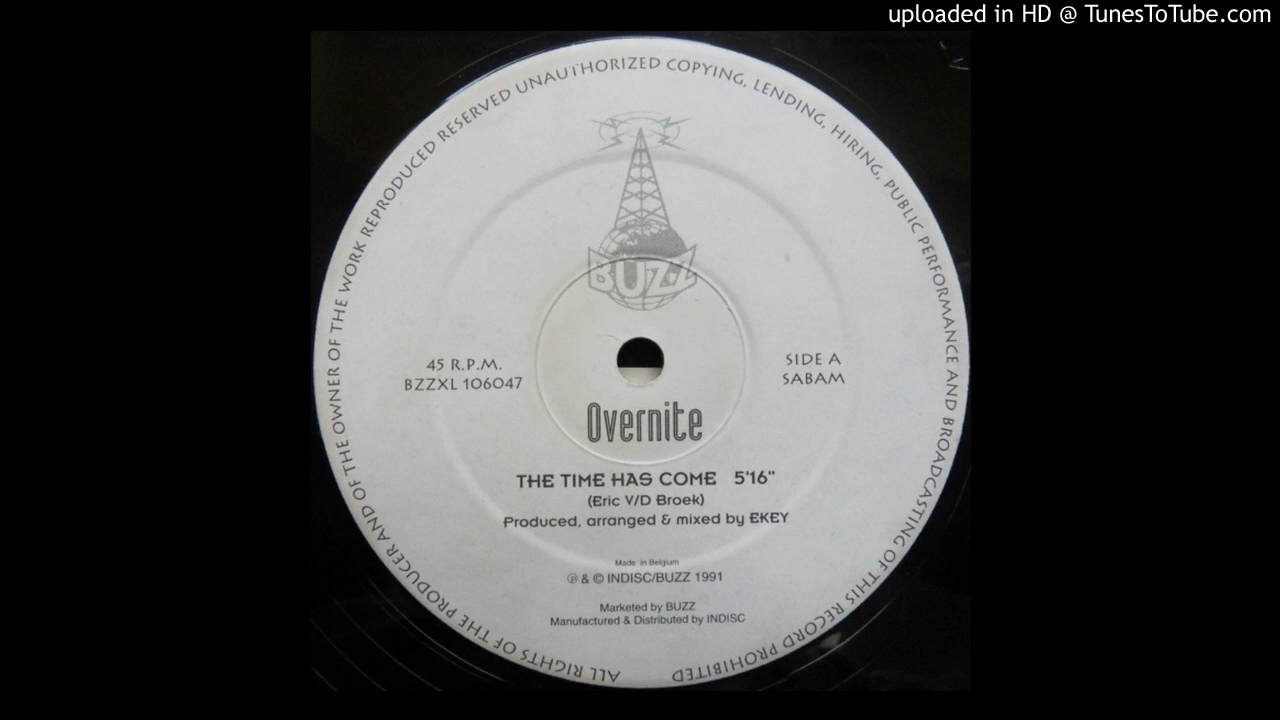 uploaded in HD @ TunesToTube.com
ALL RIGHTS OF THE PRODUCER AND OF THE OWNER OF THE WORK REPRODUCED RESERVED UNAUTHORIZED COPYING, LENDING, HIRING, PUBLIC PERFORMANCE AND BROADCASTING OF THIS RECORD PROHIBITED
BUZZ
45 R.P.M.
BZZXL 106047
SIDE A
SABAM
Overnite
THE TIME HAS COME 5'16"
(Eric V/D Broek)
Produced, arranged & mixed by EKEY
Made in Belgium
℗ & © INDISC/BUZZ 1991
Marketed by BUZZ
Manufactured & Distributed by INDISC